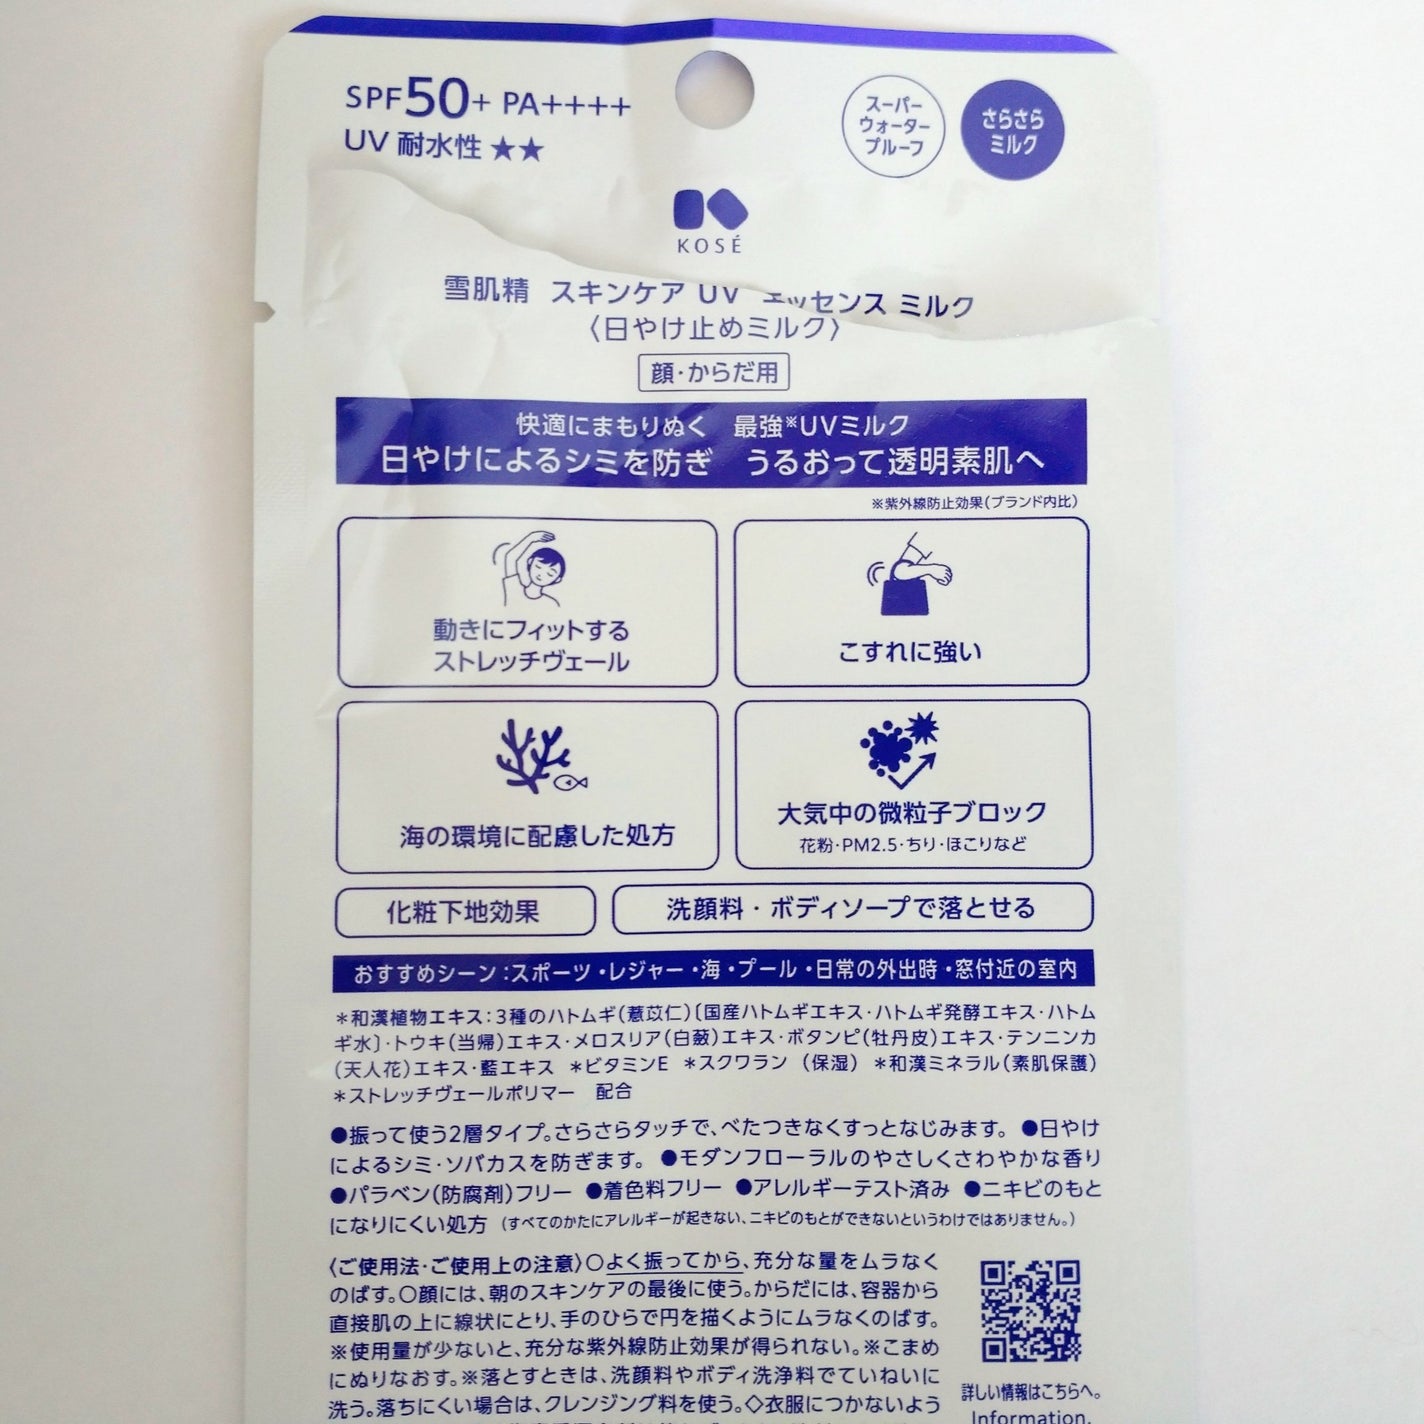 SPF50+ PA++++
UV 耐水性 ★★
スーパー
ウォーター
プルーフ
さらさら
ミルク
KOSÉ
雪肌精 スキンケア UV エッセンス ミルク
〈日やけ止めミルク〉
顔・からだ用
快適にまもりぬく 最強※UVミルク
日やけによるシミを防ぎ うるおって透明素肌へ
※紫外線防止効果(ブランド内比)
動きにフィットする
ストレッチヴェール
こすれに強い
海の環境に配慮した処方
大気中の微粒子ブロック
花粉・PM2.5・ちり・ほこりなど
化粧下地効果
洗顔料・ボディソープで落とせる
おすすめシーン:スポーツ・レジャー・海・プール・日常の外出時・窓付近の室内
*和漢植物エキス:3種のハトムギ(薏苡仁)〔国産ハトムギエキス・ハトムギ発酵エキス・ハトム
ギ水〕・トウキ(当帰)エキス・メロスリア(白蘞)エキス・ボタンピ(牡丹皮)エキス・テンニンカ
(天人花)エキス・藍エキス *ビタミンE *スクワラン (保湿) *和漢ミネラル(素肌保護)
*ストレッチヴェールポリマー 配合
●振って使う2層タイプ。さらさらタッチで、べたつきなくすっとなじみます。 ●日やけ
によるシミ・ソバカスを防ぎます。 ●モダンフローラルのやさしくさわやかな香り
●パラベン(防腐剤)フリー ●着色料フリー ●アレルギーテスト済み ●ニキビのもと
になりにくい処方 (すべてのかたにアレルギーが起きない、ニキビのもとができないというわけではありません。)
〈ご使用法・ご使用上の注意〉○よく振ってから、充分な量をムラなく
のばす。○顔には、朝のスキンケアの最後に使う。からだには、容器から
直接肌の上に線状にとり、手のひらで円を描くようにムラなくのばす。
※使用量が少ないと、充分な紫外線防止効果が得られない。※こまめ
にぬりなおす。※落とすときは、洗顔料やボディ洗浄料でていねいに
洗う。落ちにくい場合は、クレンジング料を使う。◇衣服につかないよう
詳しい情報はこちらへ。
Information.